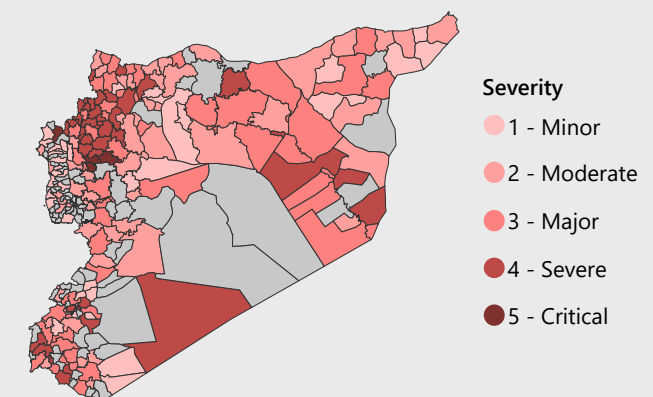 Severity
1 - Minor
2 - Moderate
3 - Major
4 - Severe
5 - Critical